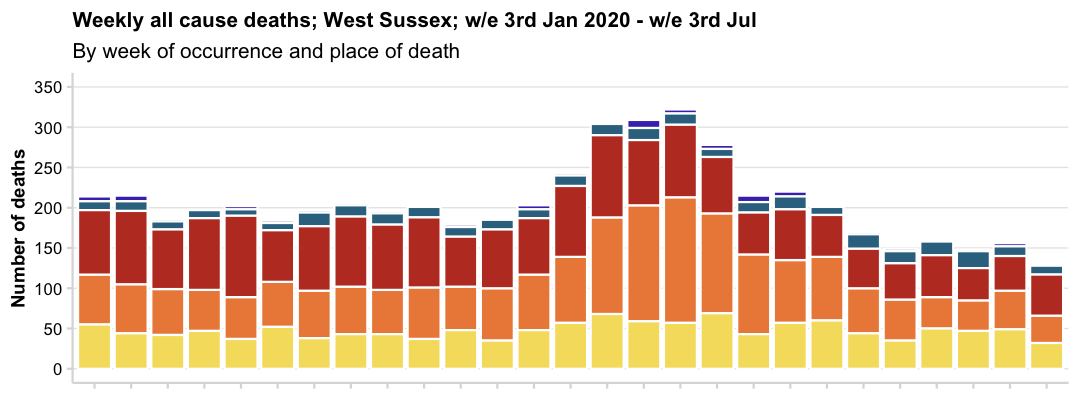 Weekly all cause deaths; West Sussex; w/e 3rd Jan 2020 - w/e 3rd Jul
By week of occurrence and place of death
350
300
250
200
150
100
50
0
Number of deaths